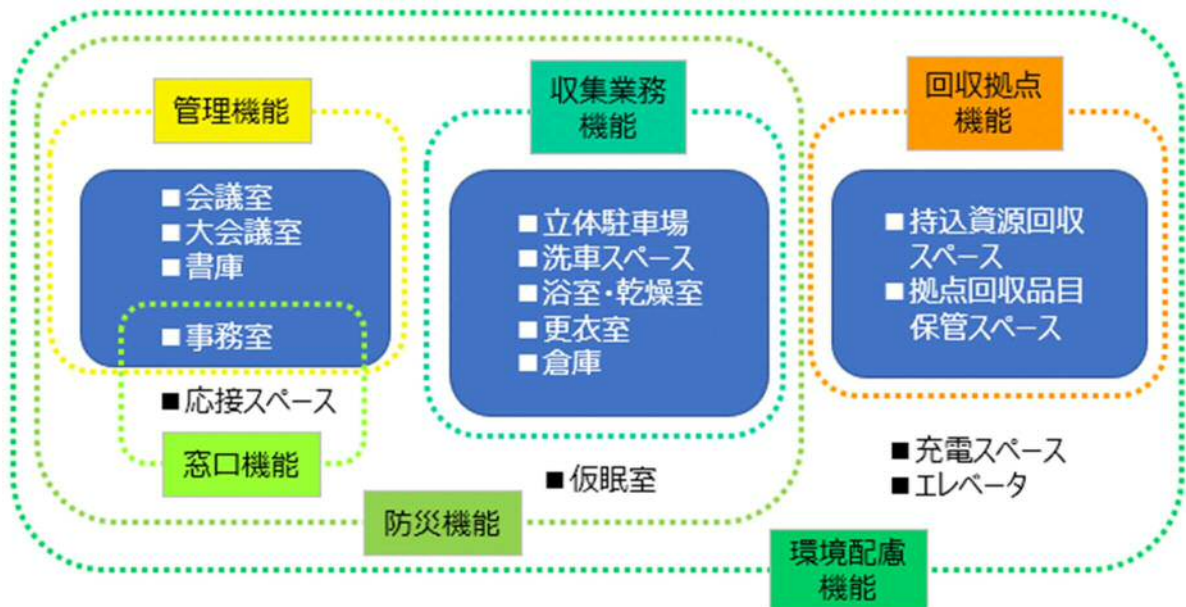 管理機能
■会議室
■大会議室
■書庫
■事務室
■応接スペース
窓口機能
収集業務
機能
■立体駐車場
■洗車スペース
■浴室・乾燥室
■更衣室
■倉庫
■仮眠室
防災機能
回収拠点
機能
■持込資源回収
スペース
■拠点回収品目
保管スペース
■充電スペース
■エレベータ
環境配慮
機能